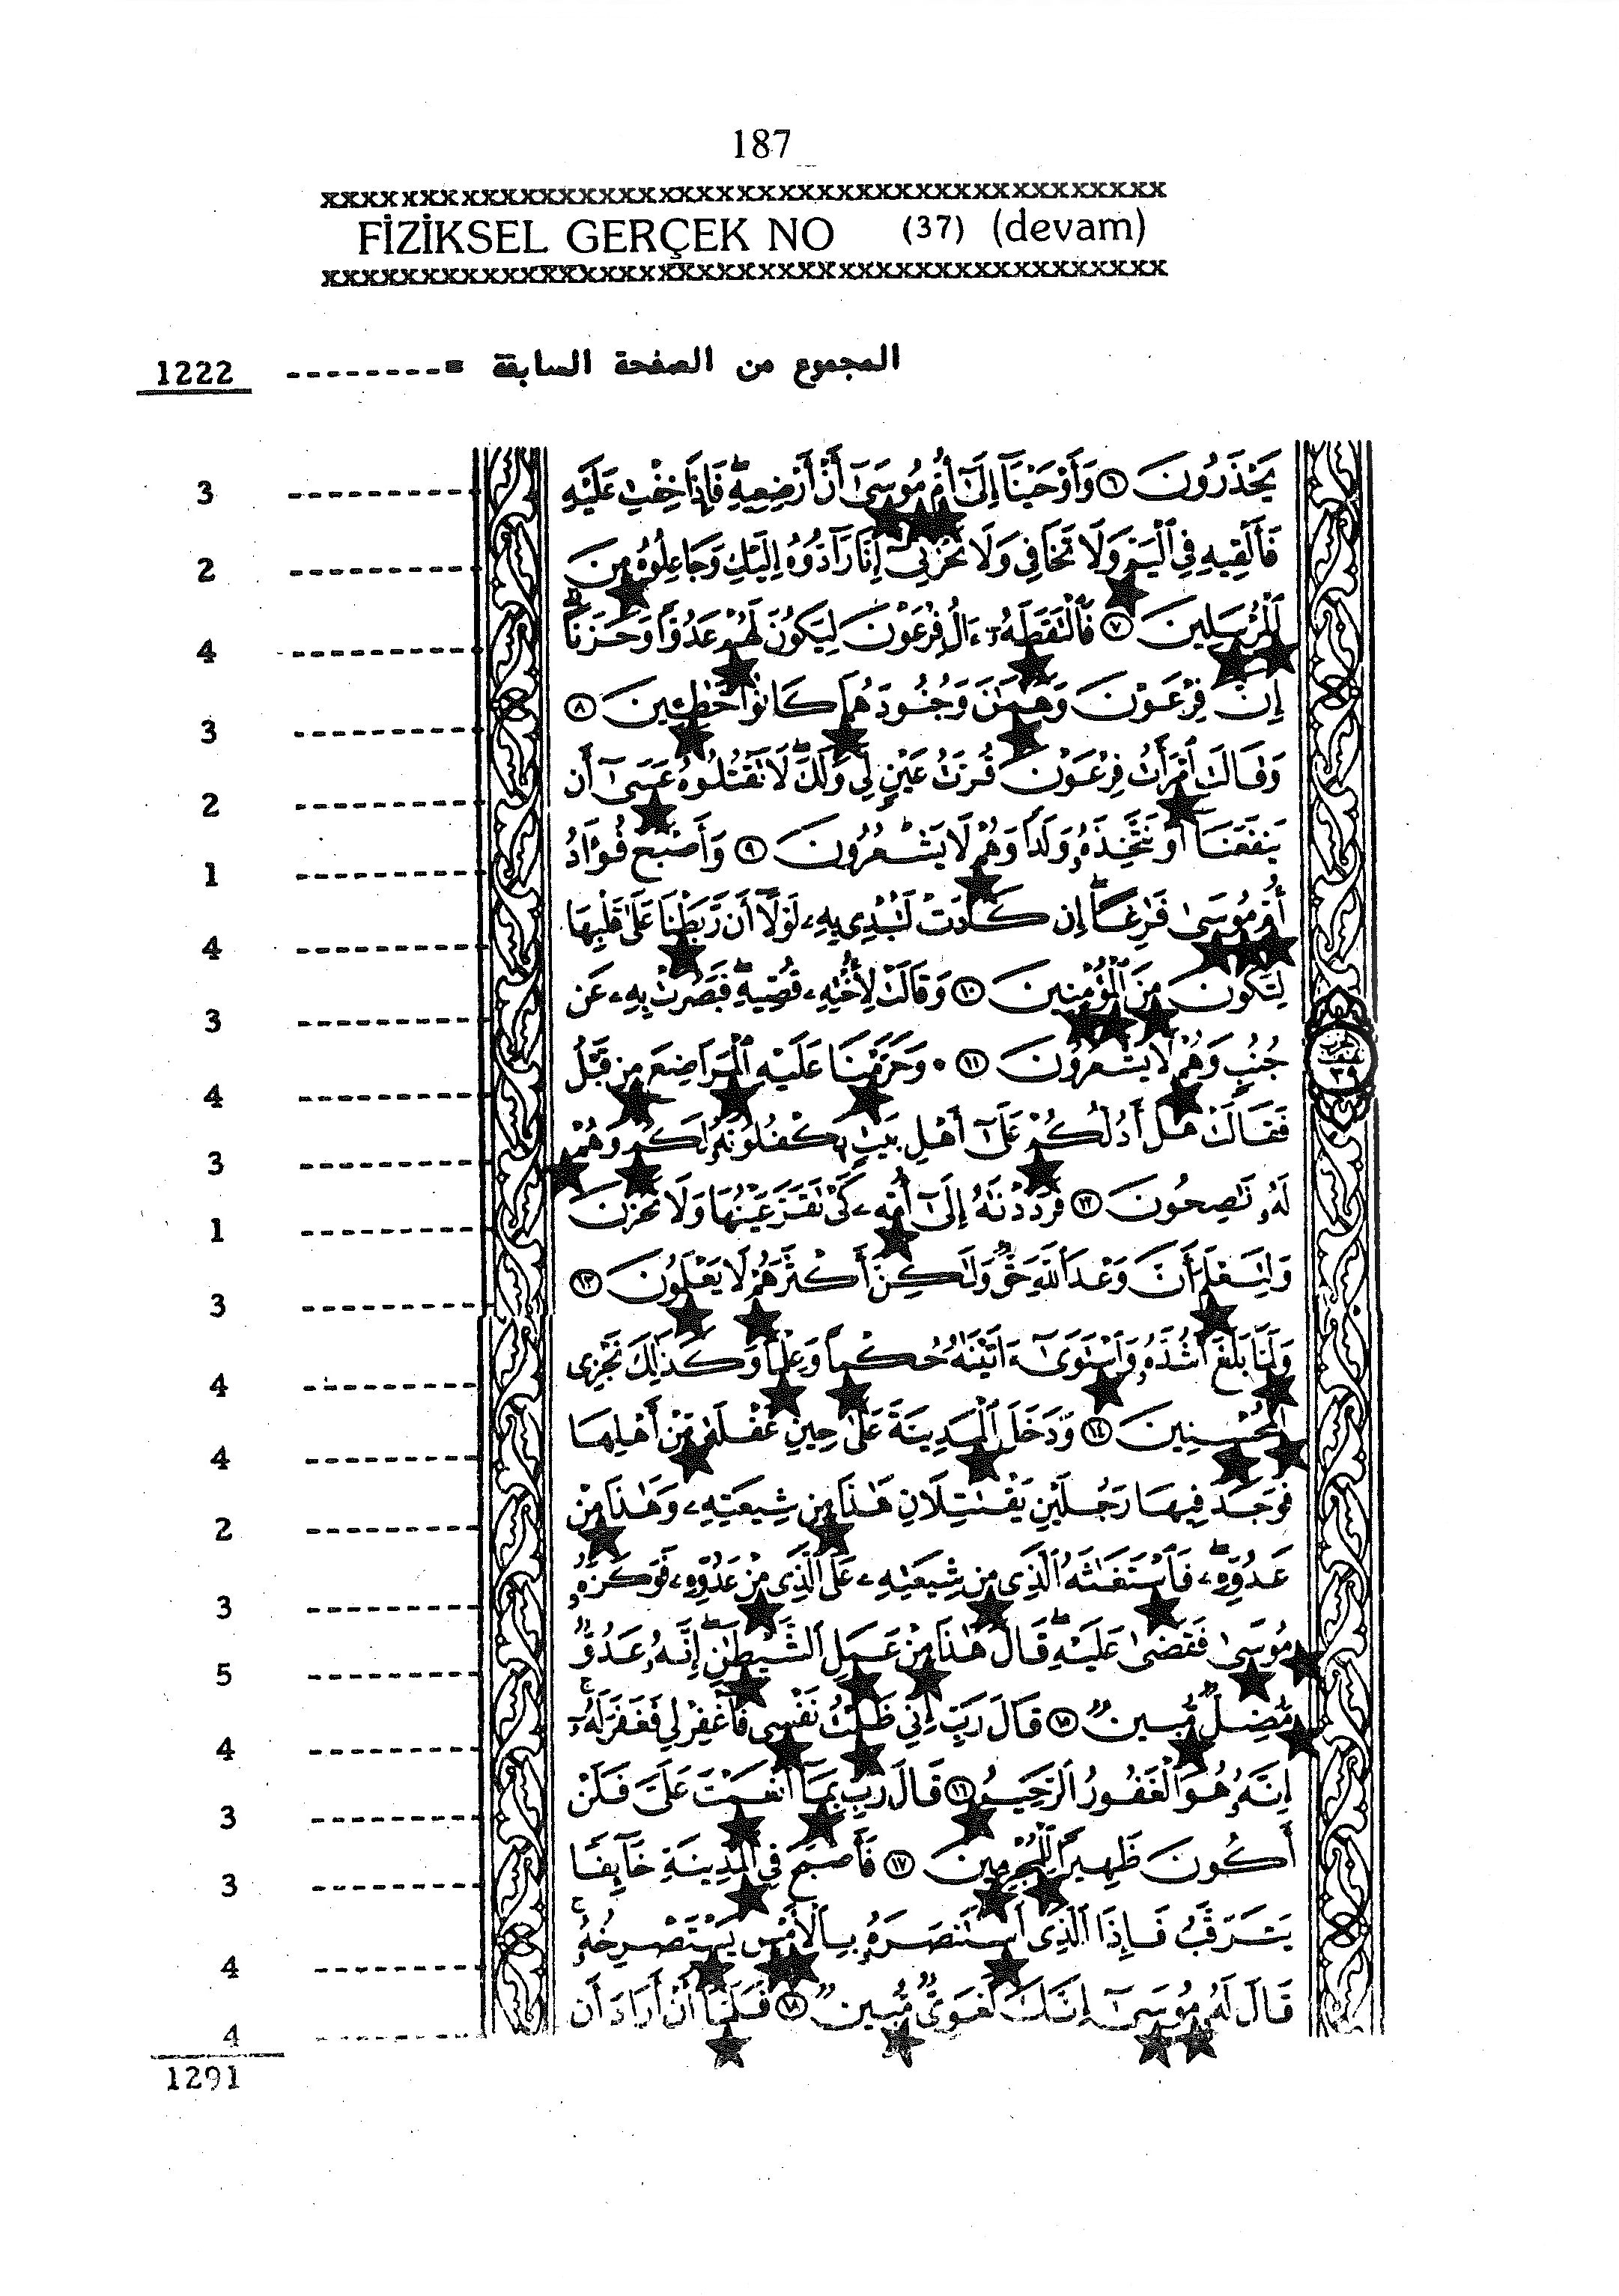 187
xxxxxxxxxxxxxxxxxxxxxxxxxxxxxxxxxxxxxxxxxxx
FİZİKSEL GERÇEK NO (37) (devam)
xxxxxxxxxxxxxxxxxxxxxxxxxxxxxxxxxxxxxxxxxxx
المجموع من الصفحة السابقة = -------- 1222
يَحْذَرُونَ ٦ وَأَوْحَيْنَآ إِلَىٰٓ أُمِّ مُوسَىٰٓ أَنْ أَرْضِعِيهِ ۖ فَإِذَا خِفْتِ عَلَيْهِ ---------- 3
فَأَلْقِيهِ فِي ٱلْيَمِّ وَلَا تَخَافِى وَلَا تَحْزَنِىٓ ۖ إِنَّا رَآدُّوهُ إِلَيْكِ وَجَاعِلُوهُ مِنَ ---------- 2
ٱلْمُرْسَلِينَ ٧ فَٱلْتَقَطَهُۥٓ ءَالُ فِرْعَوْنَ لِيَكُونَ لَهُمْ عَدُوًّا وَحَزَنًا ۗ ---------- 4
إِنَّ فِرْعَوْنَ وَهَٰمَٰنَ وَجُنُودَهُمَا كَانُوا۟ خَٰطِـِٔينَ ٨ ---------- 3
وَقَالَتِ ٱمْرَأَتُ فِرْعَوْنَ قُرَّتُ عَيْنٍ لِّى وَلَكَ ۖ لَا تَقْتُلُوهُ عَسَىٰٓ أَن ---------- 2
يَنفَعَنَآ أَوْ نَتَّخِذَهُۥ وَلَدًا وَهُمْ لَا يَشْعُرُونَ ٩ وَأَصْبَحَ فُؤَادُ ---------- 1
أُمِّ مُوسَىٰ فَٰرِغًا ۖ إِن كَادَتْ لَتُبْدِى بِهِۦ لَوْلَآ أَن رَّبَطْنَا عَلَىٰ قَلْبِهَا ---------- 4
لِتَكُونَ مِنَ ٱلْمُؤْمِنِينَ ١٠ وَقَالَتْ لِأُخْتِهِۦ قُصِّيهِ ۖ فَبَصُرَتْ بِهِۦ عَن ---------- 3
جُنُبٍ وَهُمْ لَا يَشْعُرُونَ ١١ ۞ وَحَرَّمْنَا عَلَيْهِ ٱلْمَرَاضِعَ مِن قَبْلُ ---------- 4
فَقَالَتْ هَلْ أَدُلُّكُمْ عَلَىٰٓ أَهْلِ بَيْتٍ يَكْفُلُونَهُۥ لَكُمْ وَهُمْ ---------- 3
لَهُۥ نَٰصِحُونَ ١٢ فَرَدَدْنَٰهُ إِلَىٰٓ أُمِّهِۦ كَىْ تَقَرَّ عَيْنُهَا وَلَا تَحْزَنَ ---------- 1
وَلِتَعْلَمَ أَنَّ وَعْدَ ٱللَّهِ حَقٌّ وَلَٰكِنَّ أَكْثَرَهُمْ لَا يَعْلَمُونَ ١٣ ---------- 3
وَلَمَّا بَلَغَ أَشُدَّهُۥ وَٱسْتَوَىٰٓ ءَاتَيْنَٰهُ حُكْمًا وَعِلْمًا ۚ وَكَذَٰلِكَ نَجْزِى ---------- 4
ٱلْمُحْسِنِينَ ١٤ وَدَخَلَ ٱلْمَدِينَةَ عَلَىٰ حِينِ غَفْلَةٍ مِّنْ أَهْلِهَا ---------- 4
فَوَجَدَ فِيهَا رَجُلَيْنِ يَقْتَتِلَانِ هَٰذَا مِن شِيعَتِهِۦ وَهَٰذَا مِنْ ---------- 2
عَدُوِّهِۦ ۖ فَٱسْتَغَٰثَهُ ٱلَّذِى مِن شِيعَتِهِۦ عَلَى ٱلَّذِى مِنْ عَدُوِّهِۦ فَوَكَزَهُۥ ---------- 3
مُوسَىٰ فَقَضَىٰ عَلَيْهِ ۖ قَالَ هَٰذَا مِنْ عَمَلِ ٱلشَّيْطَٰنِ ۖ إِنَّهُۥ عَدُوٌّ ---------- 5
مُّضِلٌّ مُّبِينٌ ١٥ قَالَ رَبِّ إِنِّى ظَلَمْتُ نَفْسِى فَٱغْفِرْ لِى فَغَفَرَ لَهُۥٓ ۚ ---------- 4
إِنَّهُۥ هُوَ ٱلْغَفُورُ ٱلرَّحِيمُ ١٦ قَالَ رَبِّ بِمَآ أَنْعَمْتَ عَلَىَّ فَلَنْ ---------- 3
أَكُونَ ظَهِيرًا لِّلْمُجْرِمِينَ ١٧ فَأَصْبَحَ فِى ٱلْمَدِينَةِ خَآئِفًا ---------- 3
يَتَرَقَّبُ فَإِذَا ٱلَّذِى ٱسْتَنصَرَهُۥ بِٱلْأَمْسِ يَسْتَصْرِخُهُۥ ۚ ---------- 4
قَالَ لَهُۥ مُوسَىٰٓ إِنَّكَ لَغَوِىٌّ مُّبِينٌ ١٨ فَلَمَّآ أَنْ أَرَادَ أَن ---------- 4
1291